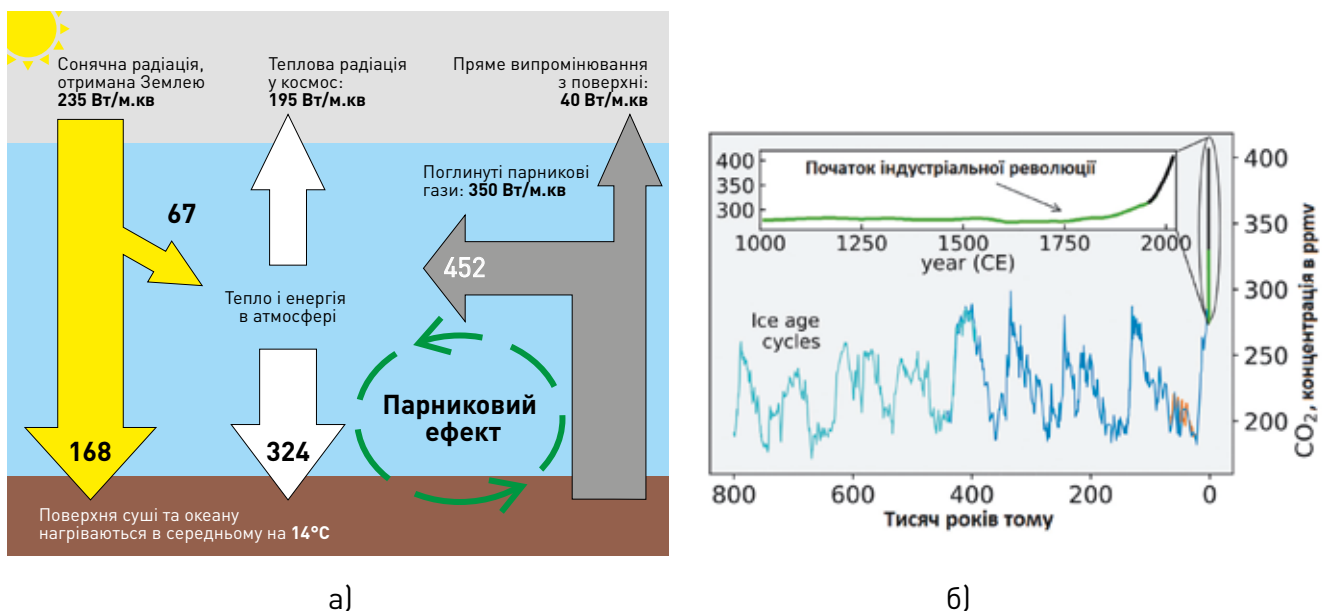 Сонячна радіація,
отримана Землею
235 Вт/м.кв
Теплова радіація
у космос:
195 Вт/м.кв
Пряме випромінювання
з поверхні:
40 Вт/м.кв
Поглинуті парникові
гази: 350 Вт/м.кв
67
452
Тепло і енергія
в атмосфері
Парниковий
ефект
168
324
Поверхня суші та океану
нагріваються в середньому на 14°C
а)
400
350
300
Початок індустріальної революції
1000
1250
1500
1750
2000
year (CE)
Ice age
cycles
400
350
300
250
200
CO₂, концентрація в ppmv
800
600
400
200
0
Тисяч років тому
б)